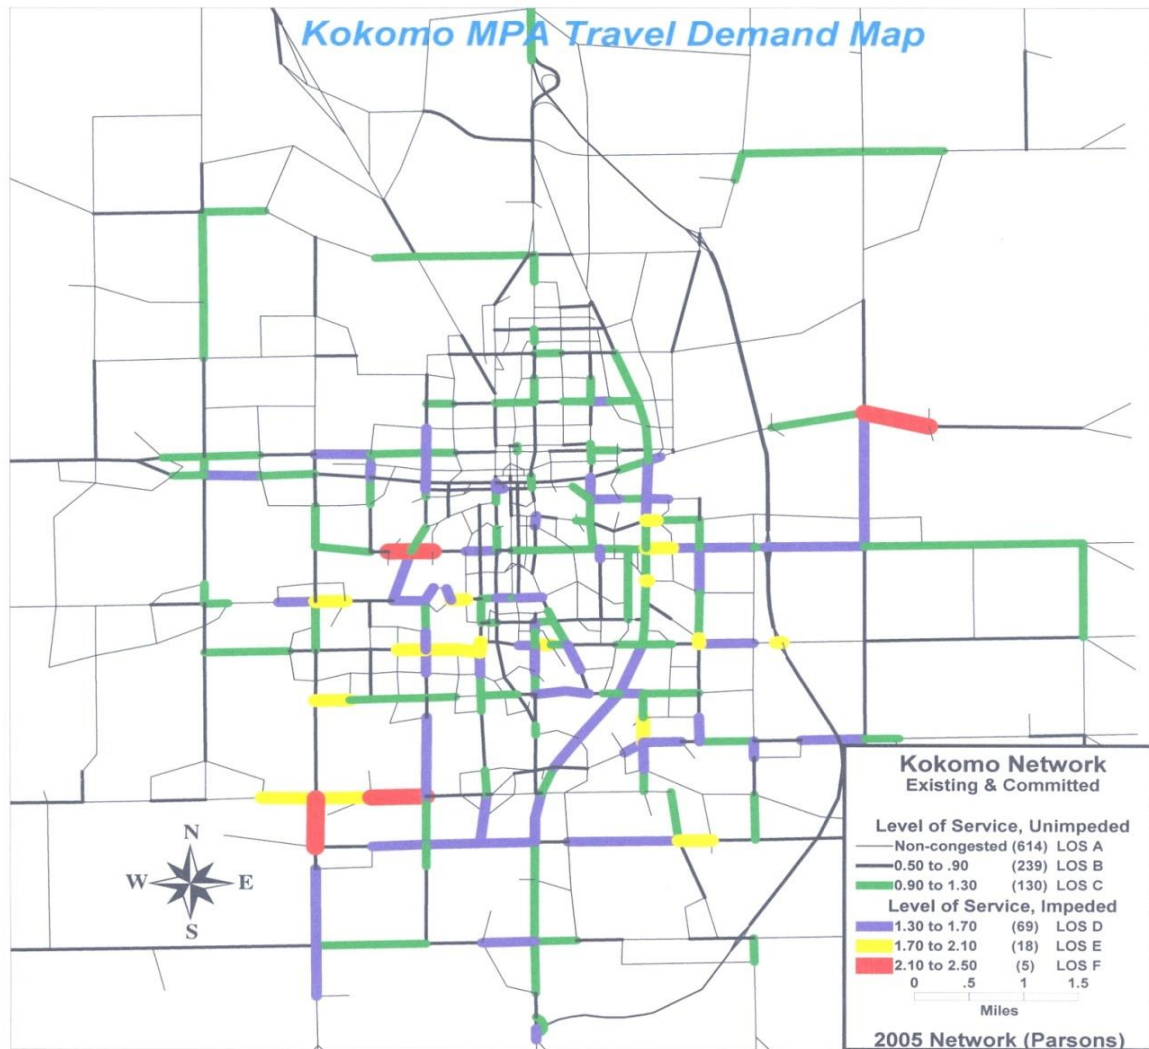 Kokomo MPA Travel Demand Map
N
W E
S
Kokomo Network
Existing & Committed
Level of Service, Unimpeded
Non-congested (614) LOS A
0.50 to .90 (239) LOS B
0.90 to 1.30 (130) LOS C
Level of Service, Impeded
1.30 to 1.70 (69) LOS D
1.70 to 2.10 (18) LOS E
2.10 to 2.50 (5) LOS F
0 .5 1 1.5
Miles
2005 Network (Parsons)